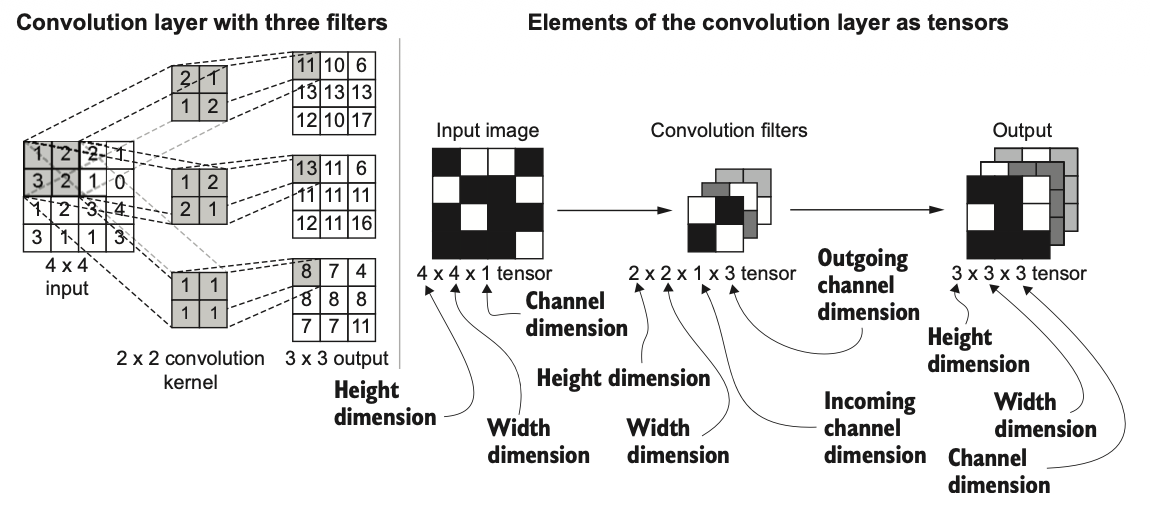 Convolution layer with three filters
2 1
1 2
11 10 6
13 13 13
12 10 17
1 2 2 1
3 2 1 0
1 2 3 4
3 1 1 3
4 x 4
input
1 2
2 1
13 11 6
11 11 11
12 11 16
1 1
1 1
8 7 4
8 8 8
7 7 11
2 x 2 convolution
kernel
3 x 3 output
Elements of the convolution layer as tensors
Input image
Convolution filters
Output
4 x 4 x 1 tensor
2 x 2 x 1 x 3 tensor
3 x 3 x 3 tensor
Height
dimension
Width
dimension
Channel
dimension
Height dimension
Width
dimension
Incoming
channel
dimension
Outgoing
channel
dimension
Height
dimension
Width
dimension
Channel
dimension